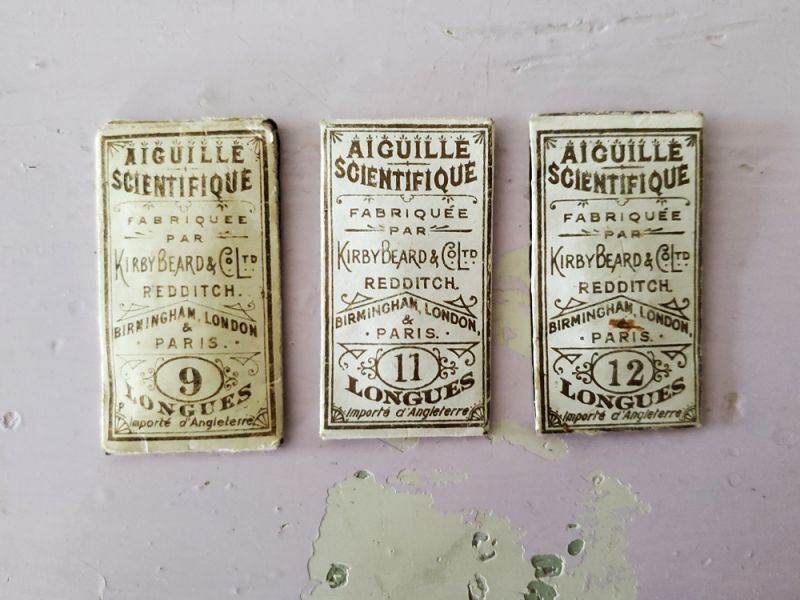 AIGUILLE
SCIENTIFIQUE
FABRIQUEE
PAR
KIRBY BEARD & Co. LTD
REDDITCH.
BIRMINGHAM, LONDON
&
PARIS.
9
LONGUES
Importé d'Angleterre
AIGUILLE
SCIENTIFIQUE
FABRIQUÉE
PAR
KIRBY BEARD & Co. LTD
REDDITCH.
BIRMINGHAM, LONDON,
&
PARIS.
11
LONGUES
Importé d'Angleterre
AIGUILLE
SCIENTIFIQUE
FABRIQUÉE
PAR
KIRBY BEARD & Co. LTD
REDDITCH.
BIRMINGHAM, LONDON,
&
PARIS.
12
LONGUES
Importé d'Angleterre